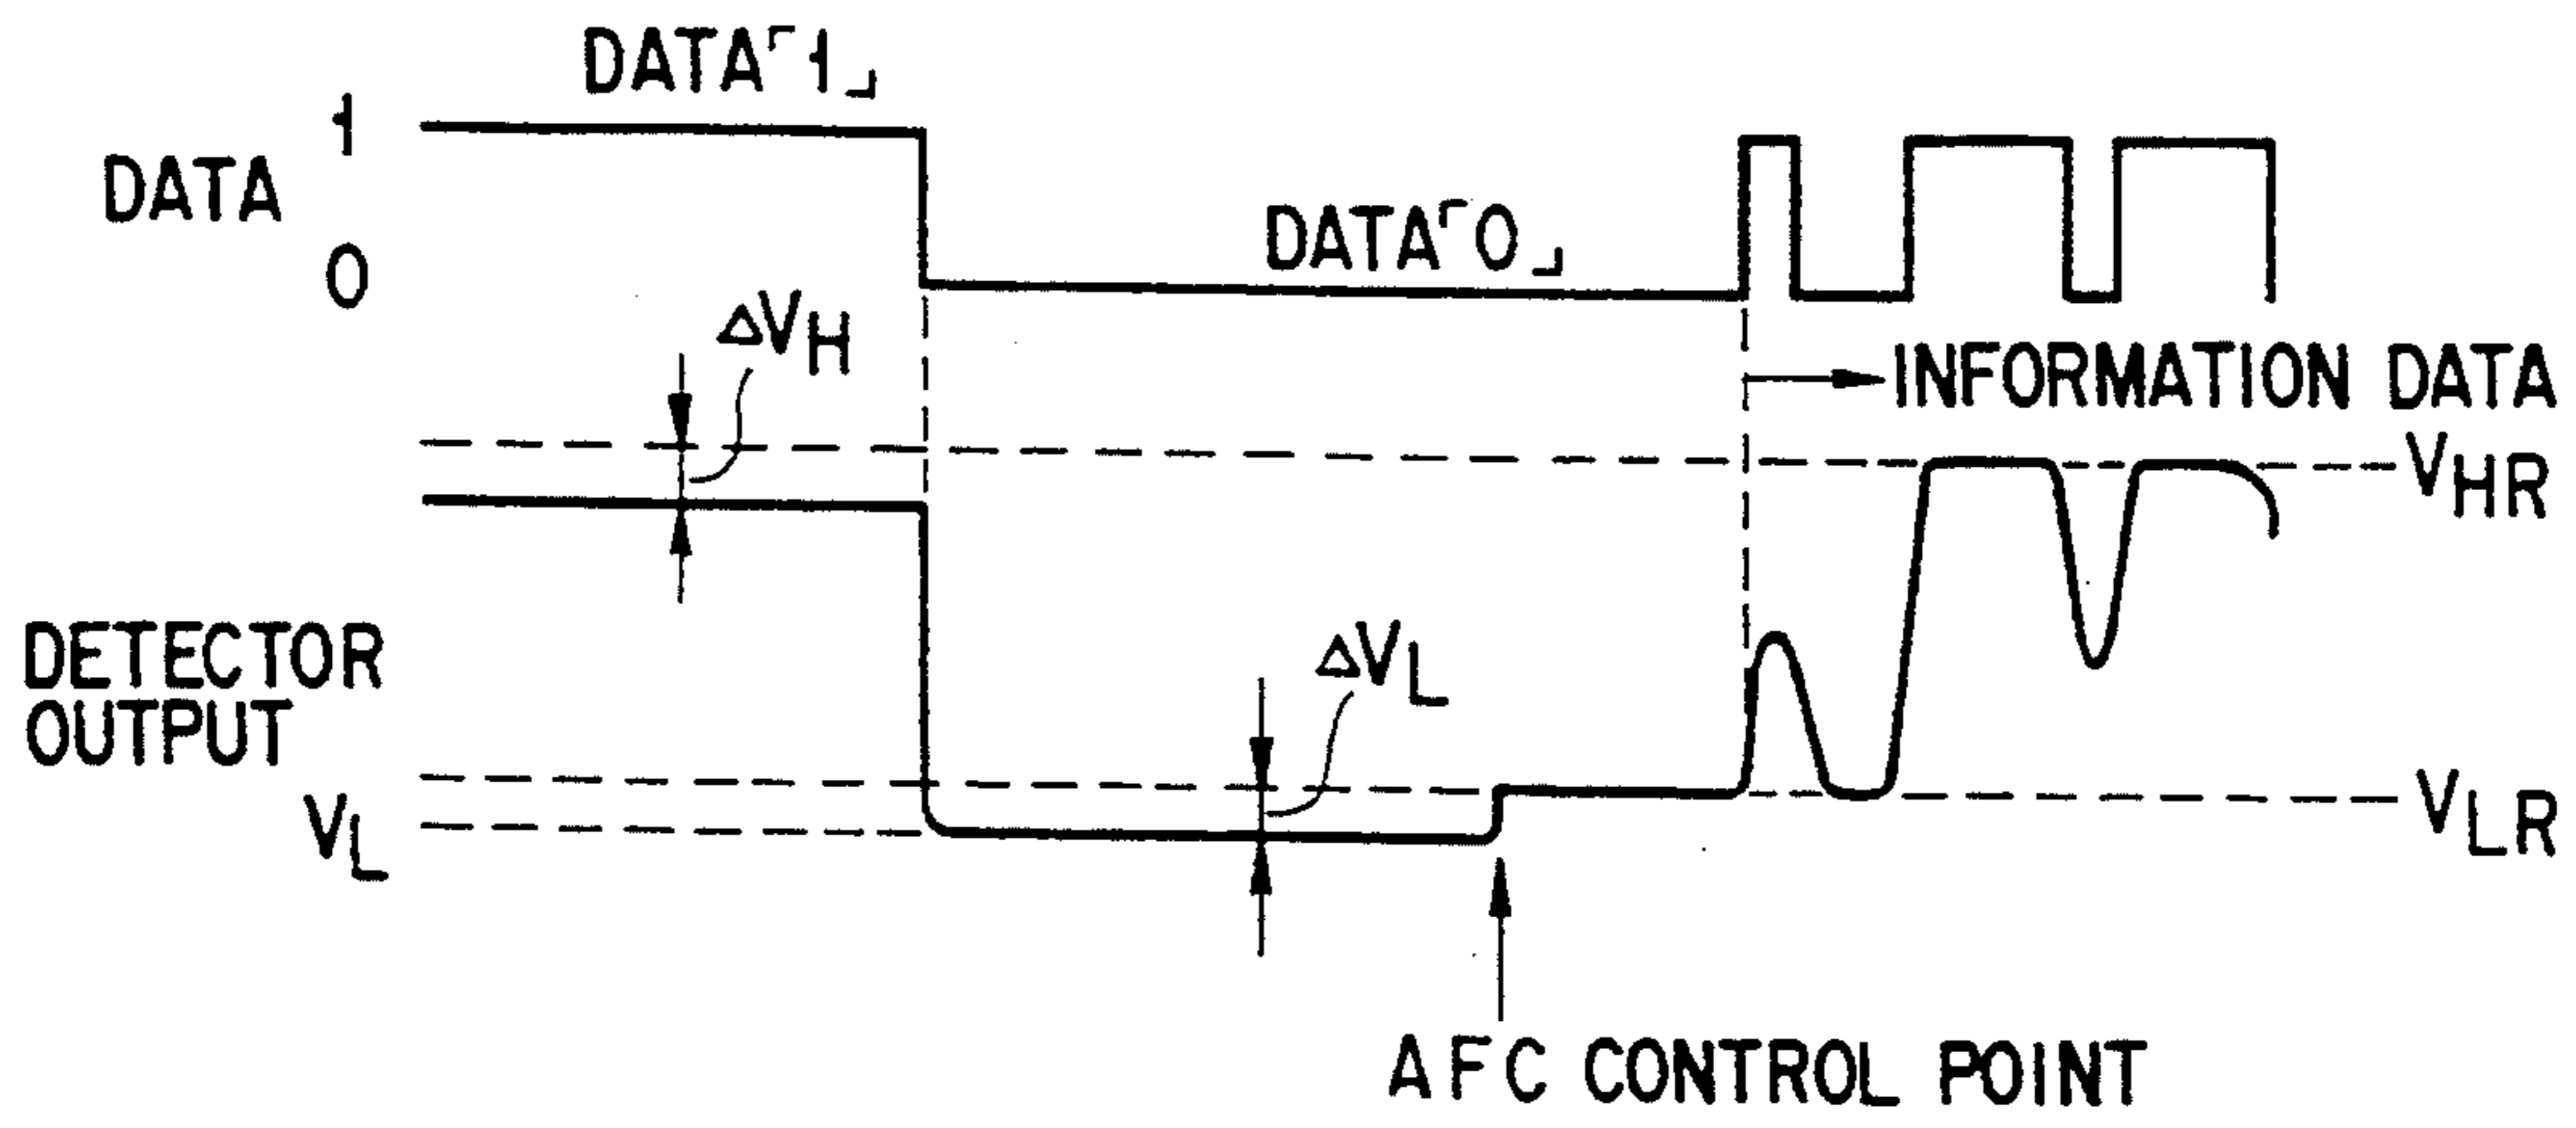 DATA「1」
1
DATA
0
DATA「0」
ΔVH
INFORMATION DATA
VHR
DETECTOR
OUTPUT
ΔVL
VL
VLR
AFC CONTROL POINT